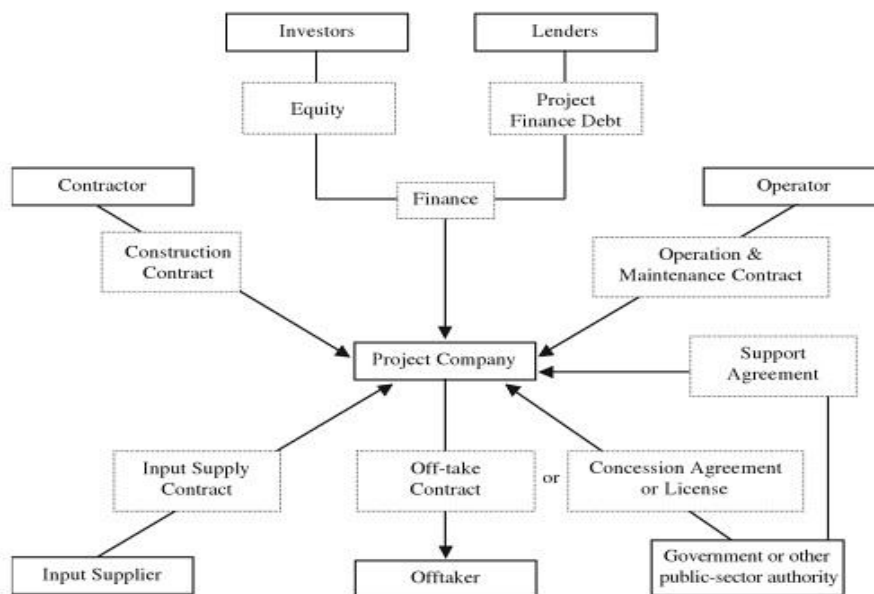 Investors
Lenders
Equity
Project
Finance Debt
Contractor
Finance
Operator
Construction
Contract
Operation &
Maintenance Contract
Project Company
Support
Agreement
Input Supply
Contract
Off-take
Contract
or
Concession Agreement
or License
Input Supplier
Offtaker
Government or other
public-sector authority